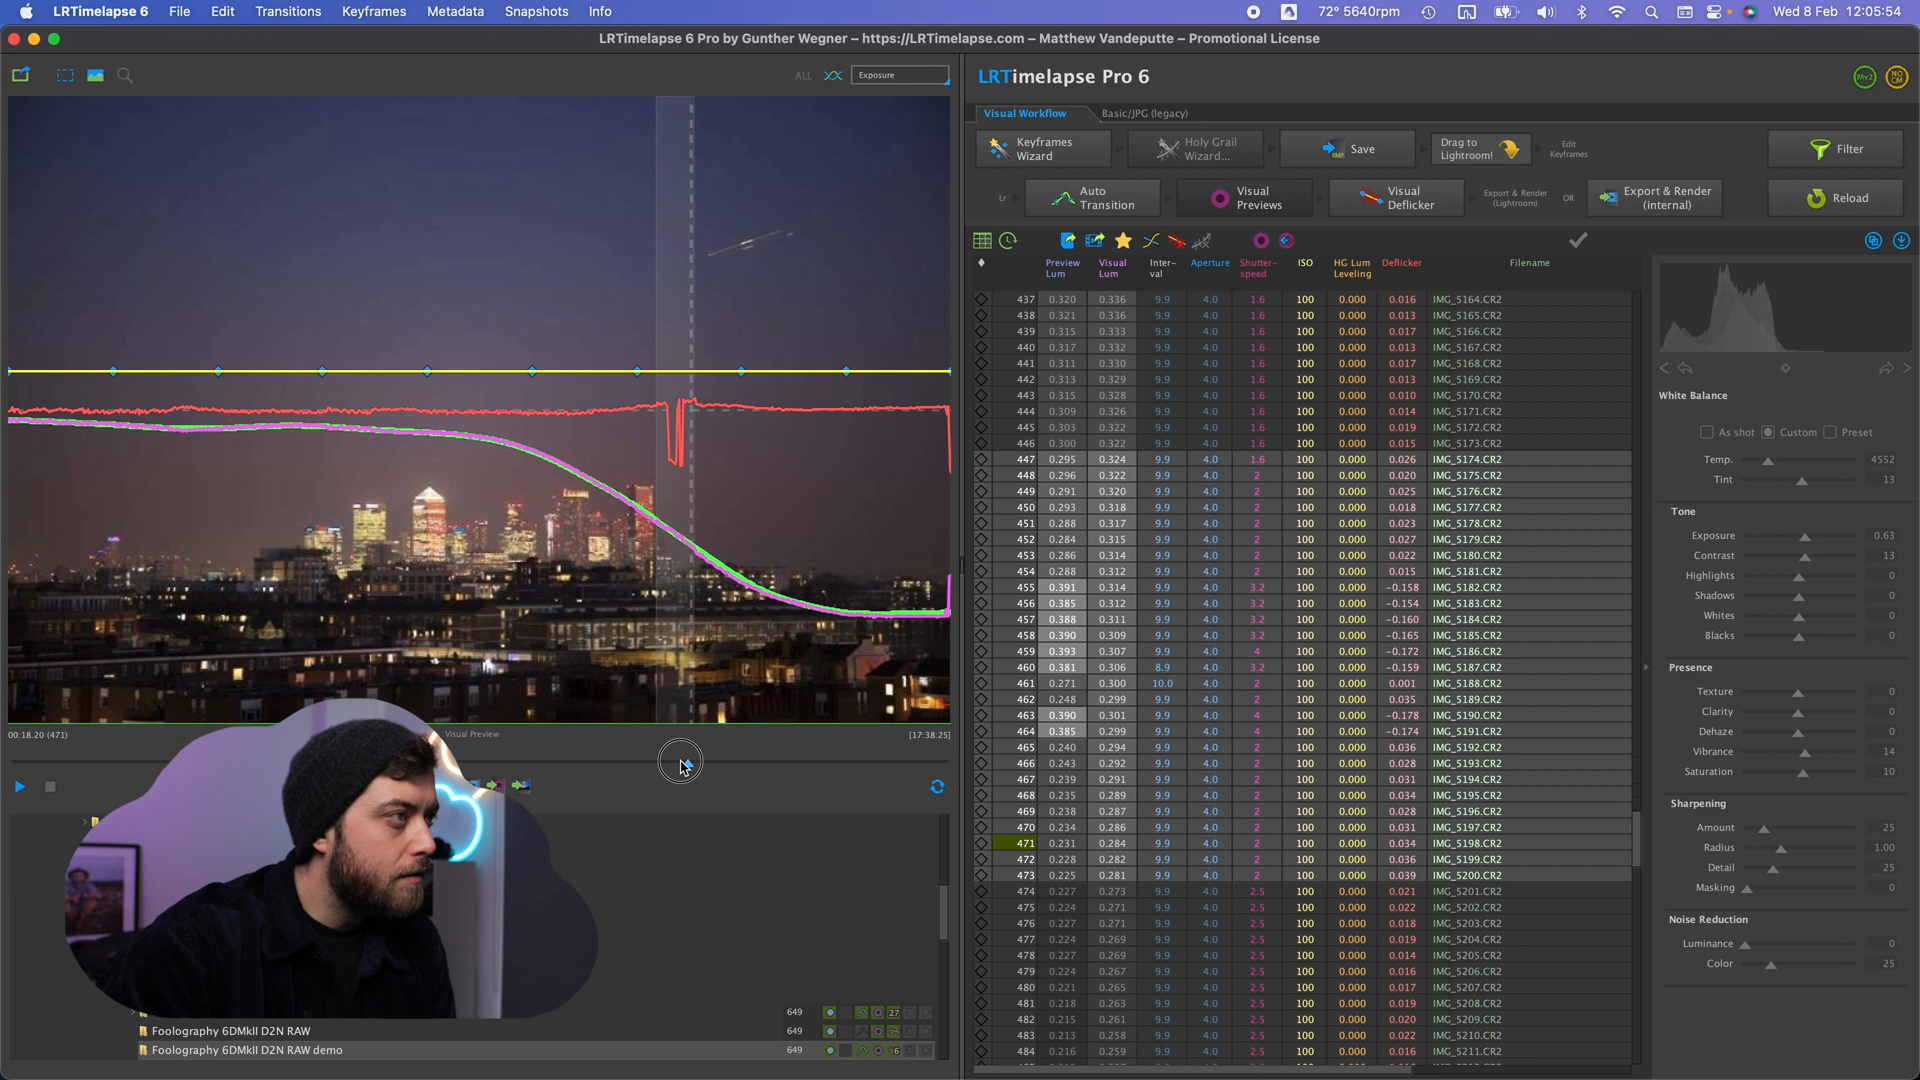 LRTimelapse 6 File Edit Transitions Keyframes Metadata Snapshots Info 72° 5640rpm Wed 8 Feb 12:05:54
LRTimelapse 6 Pro by Gunther Wegner – https://LRTimelapse.com – Matthew Vandeputte – Promotional License
ALL Exposure
LRTimelapse Pro 6
Visual Workflow Basic/JPG (legacy)
Keyframes Wizard
Holy Grail Wizard...
Save
Drag to Lightroom!
Edit Keyframes
Filter
Lr
Auto Transition
Visual Previews
Visual Deflicker
Export & Render (Lightroom)
OR
Export & Render (internal)
Reload
Preview Lum Visual Lum Inter-val Aperture Shutter-speed ISO HG Lum Leveling Deflicker Filename
437 0.320 0.336 9.9 4.0 1.6 100 0.000 0.016 IMG_5164.CR2
438 0.321 0.336 9.9 4.0 1.6 100 0.000 0.013 IMG_5165.CR2
439 0.315 0.333 9.9 4.0 1.6 100 0.000 0.017 IMG_5166.CR2
440 0.317 0.332 9.9 4.0 1.6 100 0.000 0.013 IMG_5167.CR2
441 0.311 0.330 9.9 4.0 1.6 100 0.000 0.017 IMG_5168.CR2
442 0.313 0.329 9.9 4.0 1.6 100 0.000 0.013 IMG_5169.CR2
443 0.315 0.328 9.9 4.0 1.6 100 0.000 0.010 IMG_5170.CR2
444 0.309 0.326 9.9 4.0 1.6 100 0.000 0.014 IMG_5171.CR2
445 0.303 0.322 9.9 4.0 1.6 100 0.000 0.019 IMG_5172.CR2
446 0.300 0.322 9.9 4.0 1.6 100 0.000 0.015 IMG_5173.CR2
447 0.295 0.324 9.9 4.0 1.6 100 0.000 0.026 IMG_5174.CR2
448 0.296 0.322 9.9 4.0 2 100 0.000 0.020 IMG_5175.CR2
449 0.291 0.320 9.9 4.0 2 100 0.000 0.025 IMG_5176.CR2
450 0.293 0.318 9.9 4.0 2 100 0.000 0.018 IMG_5177.CR2
451 0.288 0.317 9.9 4.0 2 100 0.000 0.023 IMG_5178.CR2
452 0.284 0.315 9.9 4.0 2 100 0.000 0.027 IMG_5179.CR2
453 0.286 0.314 9.9 4.0 2 100 0.000 0.022 IMG_5180.CR2
454 0.288 0.312 9.9 4.0 2 100 0.000 0.015 IMG_5181.CR2
455 0.391 0.314 9.9 4.0 3.2 100 0.000 -0.158 IMG_5182.CR2
456 0.385 0.312 9.9 4.0 3.2 100 0.000 -0.154 IMG_5183.CR2
457 0.388 0.311 9.9 4.0 3.2 100 0.000 -0.160 IMG_5184.CR2
458 0.390 0.309 9.9 4.0 3.2 100 0.000 -0.165 IMG_5185.CR2
459 0.393 0.307 9.9 4.0 4 100 0.000 -0.172 IMG_5186.CR2
460 0.381 0.306 8.9 4.0 3.2 100 0.000 -0.159 IMG_5187.CR2
461 0.271 0.300 10.0 4.0 2 100 0.000 0.001 IMG_5188.CR2
462 0.248 0.299 9.9 4.0 2 100 0.000 0.035 IMG_5189.CR2
463 0.390 0.301 9.9 4.0 4 100 0.000 -0.178 IMG_5190.CR2
464 0.385 0.299 9.9 4.0 4 100 0.000 -0.174 IMG_5191.CR2
465 0.240 0.294 9.9 4.0 2 100 0.000 0.036 IMG_5192.CR2
466 0.243 0.292 9.9 4.0 2 100 0.000 0.028 IMG_5193.CR2
467 0.239 0.291 9.9 4.0 2 100 0.000 0.031 IMG_5194.CR2
468 0.235 0.289 9.9 4.0 2 100 0.000 0.034 IMG_5195.CR2
469 0.238 0.287 9.9 4.0 2 100 0.000 0.028 IMG_5196.CR2
470 0.234 0.286 9.9 4.0 2 100 0.000 0.031 IMG_5197.CR2
471 0.231 0.284 9.9 4.0 2 100 0.000 0.034 IMG_5198.CR2
472 0.228 0.282 9.9 4.0 2 100 0.000 0.036 IMG_5199.CR2
473 0.225 0.281 9.9 4.0 2 100 0.000 0.039 IMG_5200.CR2
474 0.227 0.273 9.9 4.0 2.5 100 0.000 0.021 IMG_5201.CR2
475 0.224 0.271 9.9 4.0 2.5 100 0.000 0.022 IMG_5202.CR2
476 0.227 0.271 9.9 4.0 2.5 100 0.000 0.018 IMG_5203.CR2
477 0.224 0.269 9.9 4.0 2.5 100 0.000 0.019 IMG_5204.CR2
478 0.227 0.269 9.9 4.0 2.5 100 0.000 0.014 IMG_5205.CR2
479 0.224 0.267 9.9 4.0 2.5 100 0.000 0.016 IMG_5206.CR2
480 0.221 0.265 9.9 4.0 2.5 100 0.000 0.017 IMG_5207.CR2
481 0.218 0.263 9.9 4.0 2.5 100 0.000 0.019 IMG_5208.CR2
482 0.215 0.261 9.9 4.0 2.5 100 0.000 0.020 IMG_5209.CR2
483 0.213 0.258 9.9 4.0 2.5 100 0.000 0.022 IMG_5210.CR2
484 0.216 0.259 9.9 4.0 2.5 100 0.000 0.016 IMG_5211.CR2
White Balance
As shot Custom Preset
Temp. 4552
Tint 13
Tone
Exposure 0.63
Contrast 13
Highlights 0
Shadows 0
Whites 0
Blacks 0
Presence
Texture 0
Clarity 0
Dehaze 0
Vibrance 14
Saturation 10
Sharpening
Amount 25
Radius 1.00
Detail 25
Masking 0
Noise Reduction
Luminance 0
Color 25
00:18.20 (471) Visual Preview [17:38:25]
649 27
Foolography 6DMkII D2N RAW 649
Foolography 6DMkII D2N RAW demo 649